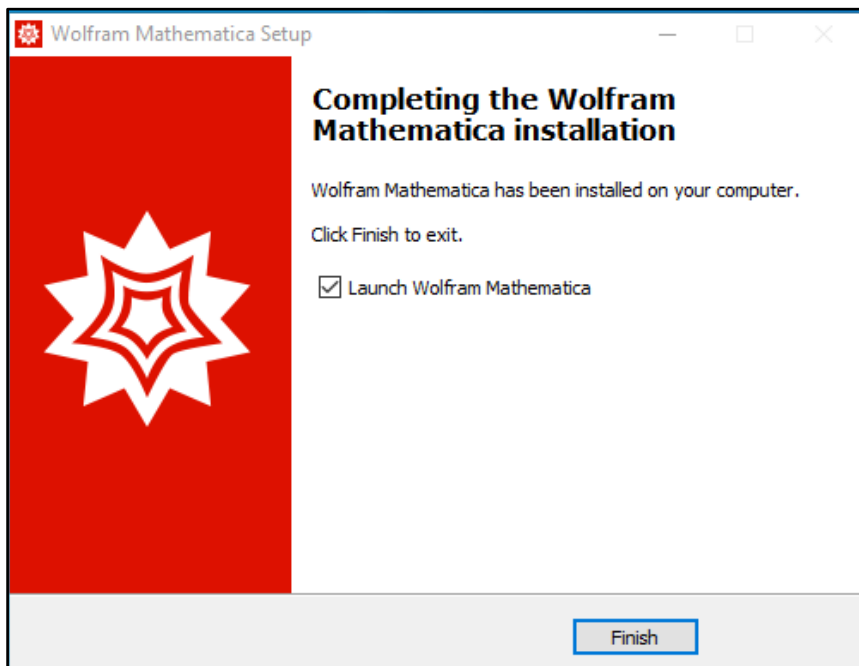 Wolfram Mathematica Setup
Completing the Wolfram
Mathematica installation
Wolfram Mathematica has been installed on your computer.
Click Finish to exit.
Launch Wolfram Mathematica
Finish